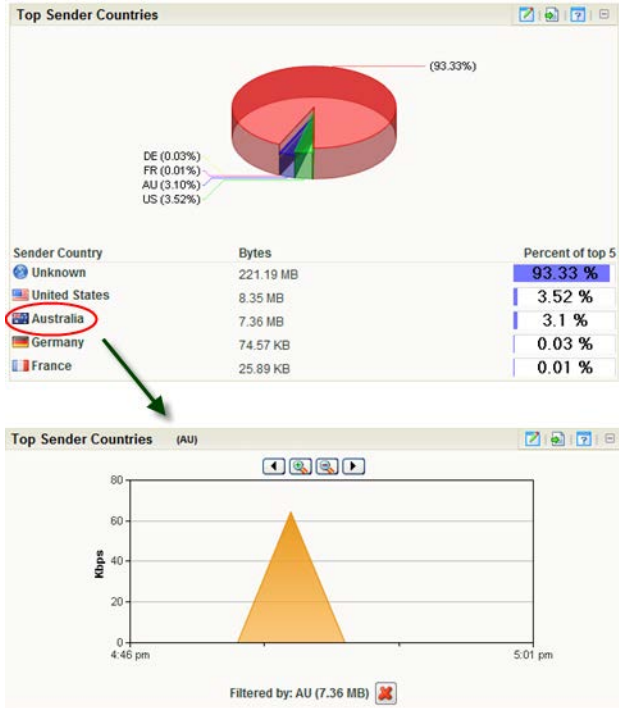 Top Sender Countries
(93.33%)
DE (0.03%)
FR (0.01%)
AU (3.10%)
US (3.52%)
Sender Country Bytes Percent of top 5
Unknown 221.19 MB 93.33 %
United States 8.35 MB 3.52 %
Australia 7.36 MB 3.1 %
Germany 74.57 KB 0.03 %
France 25.89 KB 0.01 %
Top Sender Countries (AU)
80
60
40
20
0
Kbps
4:46 pm 5:01 pm
Filtered by: AU (7.36 MB)